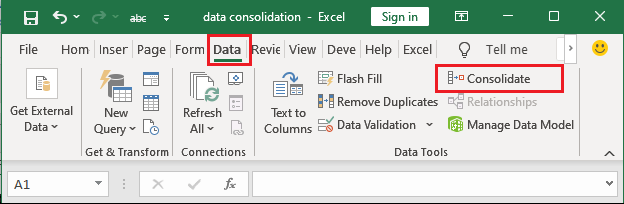 abc data consolidation - Excel Sign in
File Hom Inser Page Form Data Revie View Deve Help Excel Tell me
Get External Data
New Query
Get & Transform
Refresh All
Connections
Text to Columns
Flash Fill
Remove Duplicates
Data Validation
Consolidate
Relationships
Manage Data Model
Data Tools
A1 fx